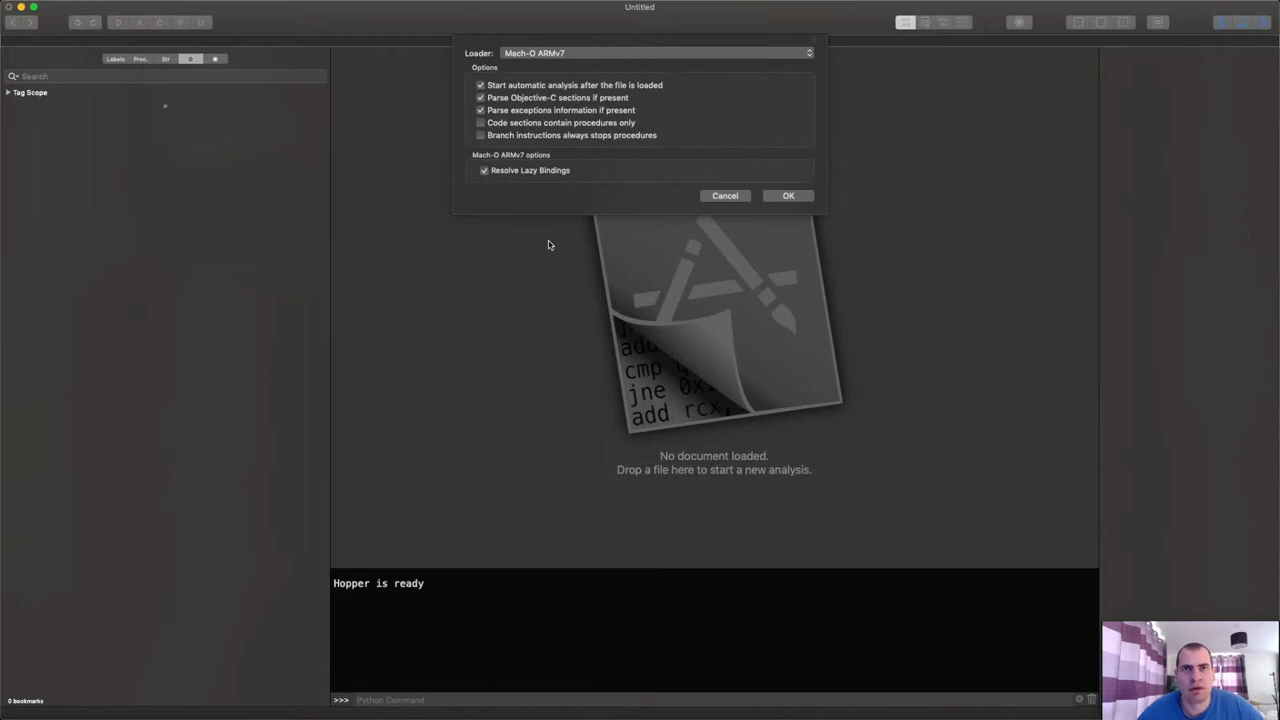 Untitled
D A C P U
Labels Proc. Str
Search
Tag Scope
Loader: Mach-O ARMv7
Options
Start automatic analysis after the file is loaded
Parse Objective-C sections if present
Parse exceptions information if present
Code sections contain procedures only
Branch instructions always stops procedures
Mach-O ARMv7 options
Resolve Lazy Bindings
Cancel OK
add
cmp
jne 0x
add rcx,
No document loaded.
Drop a file here to start a new analysis.
Hopper is ready
>>> Python Command
0 bookmarks